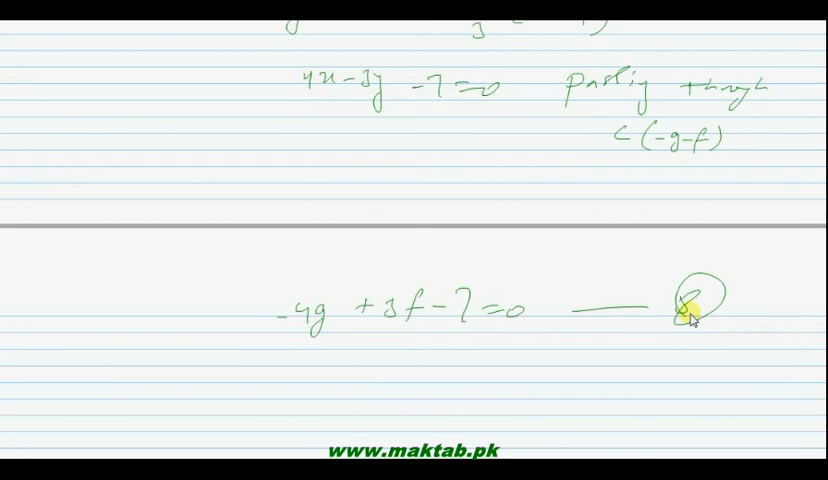 4x - 3y - 7 = 0 passing through
C (-g -f)
-4g + 3f - 7 = 0 —— 8
www.maktab.pk